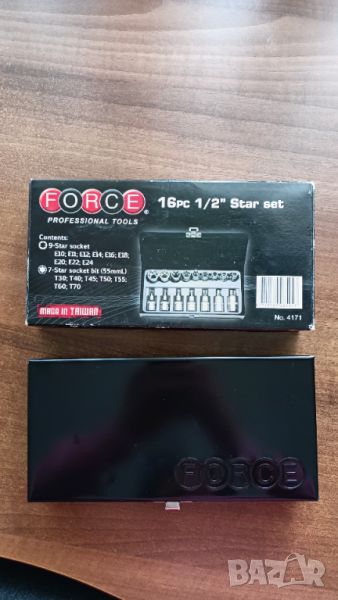 FORCE®
PROFESSIONAL TOOLS
16PC 1/2" Star set
Contents:
9-Star socket
E10; E11; E12; E14; E16; E18;
E20; E22; E24
7-Star socket bit (55mmL)
T30; T40; T45; T50; T55;
T60; T70
MADE IN TAIWAN
No. 4171
FORCE
BAZAR